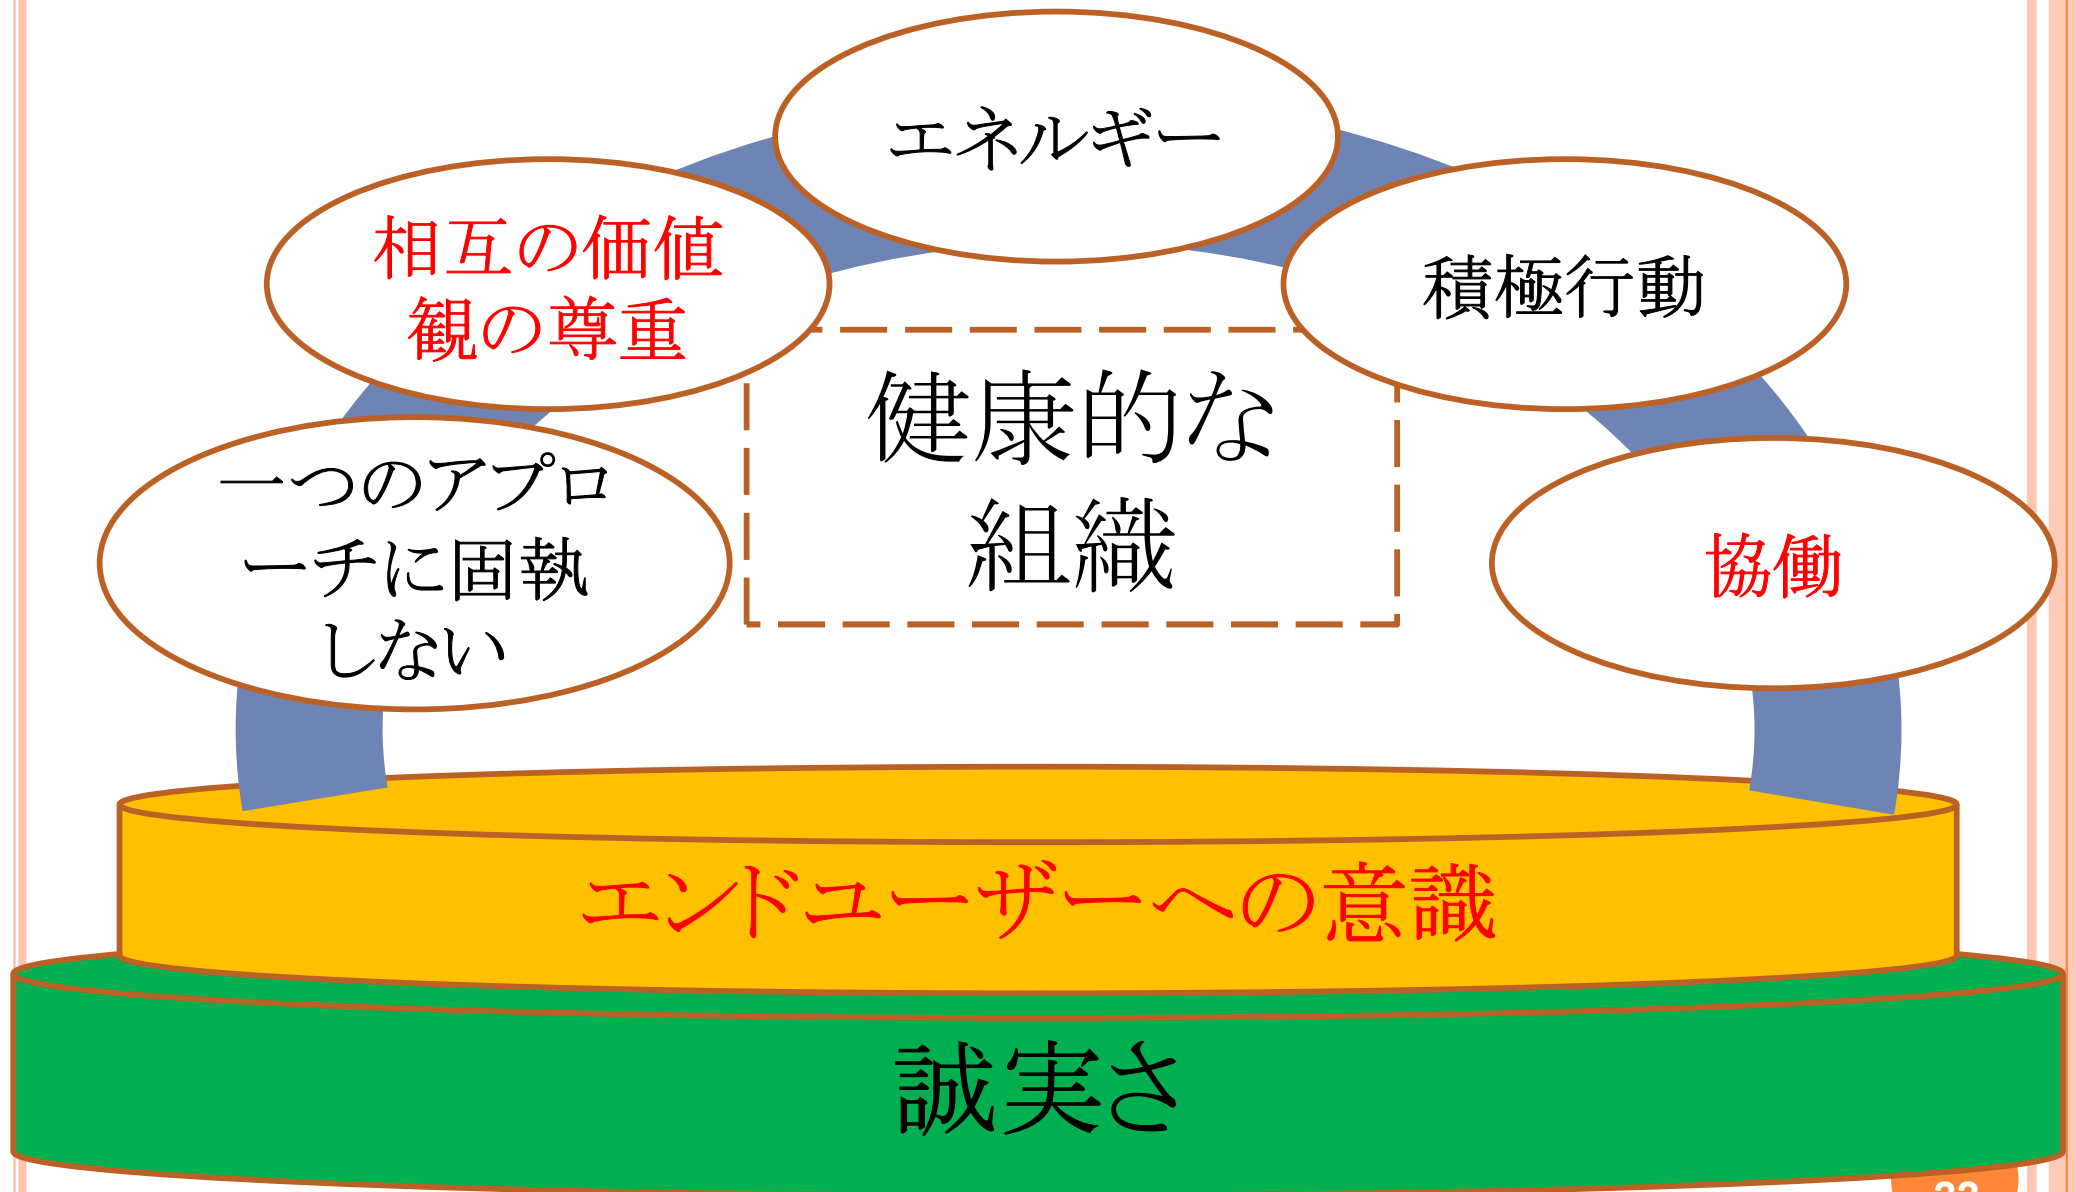 エネルギー
相互の価値
観の尊重
積極行動
健康的な
組織
一つのアプロ
ーチに固執
しない
協働
エンドユーザーへの意識
誠実さ